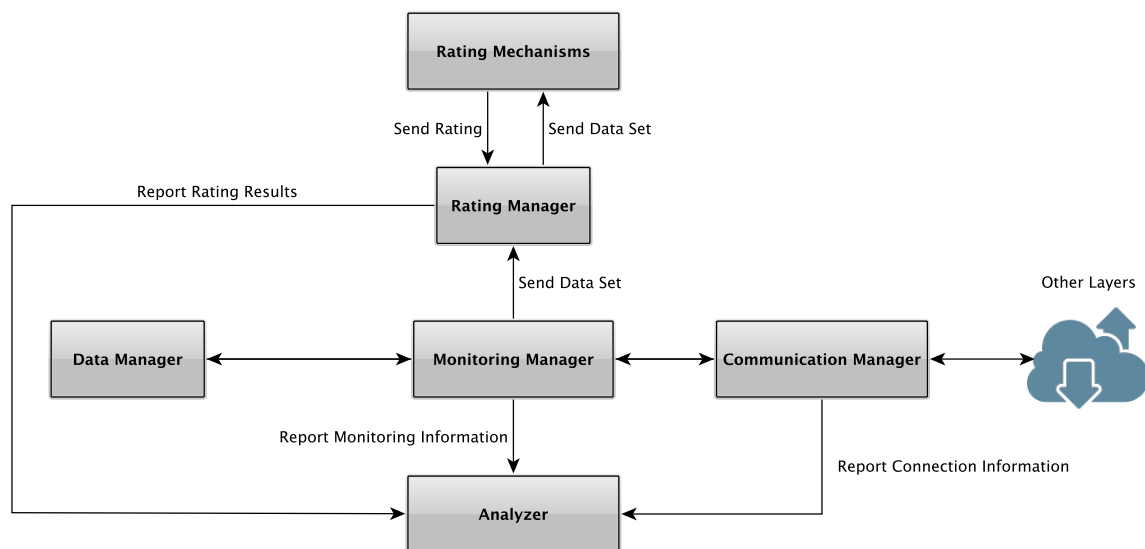 Rating Mechanisms
Send Rating
Send Data Set
Report Rating Results
Rating Manager
Send Data Set
Other Layers
Data Manager
Monitoring Manager
Communication Manager
Report Monitoring Information
Report Connection Information
Analyzer